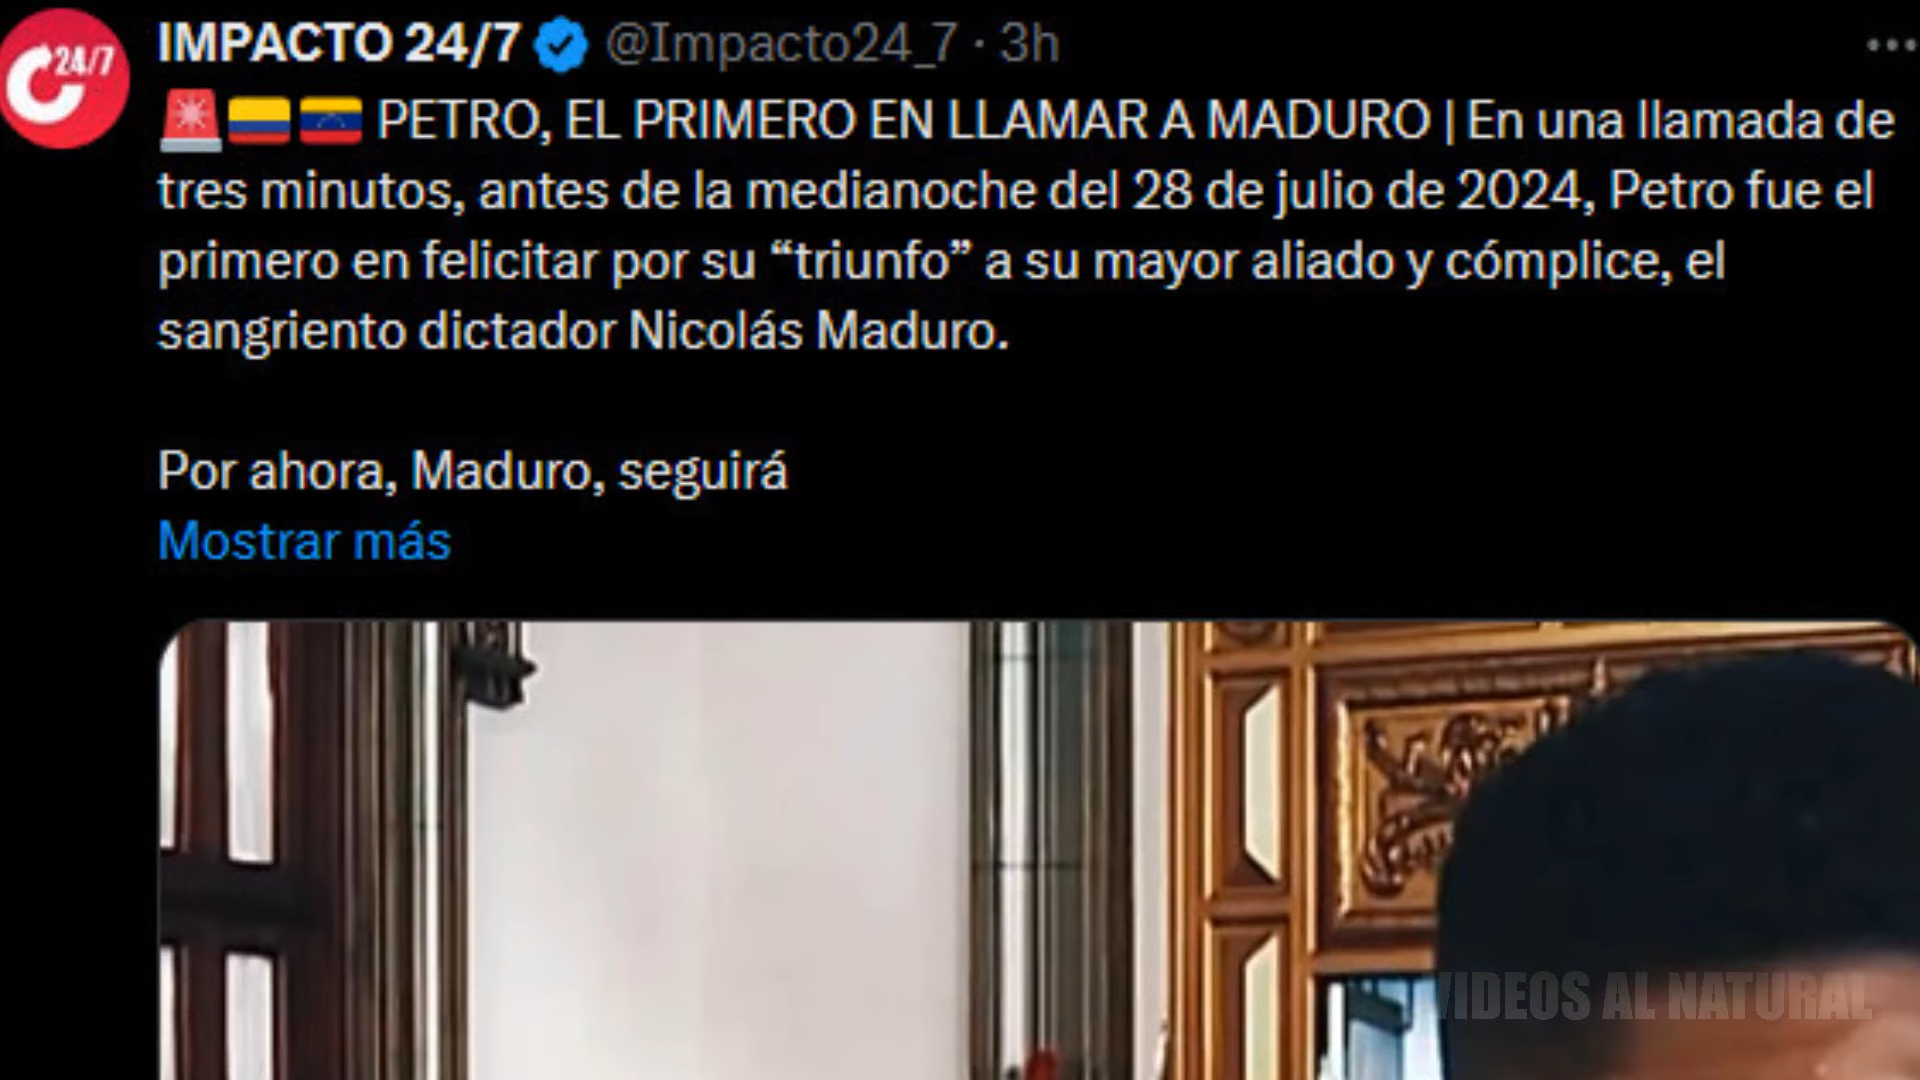 24/7
IMPACTO 24/7 @Impacto24_7 · 3h
PETRO, EL PRIMERO EN LLAMAR A MADURO | En una llamada de
tres minutos, antes de la medianoche del 28 de julio de 2024, Petro fue el
primero en felicitar por su “triunfo” a su mayor aliado y cómplice, el
sangriento dictador Nicolás Maduro.
Por ahora, Maduro, seguirá
Mostrar más
VIDEOS AL NATURAL